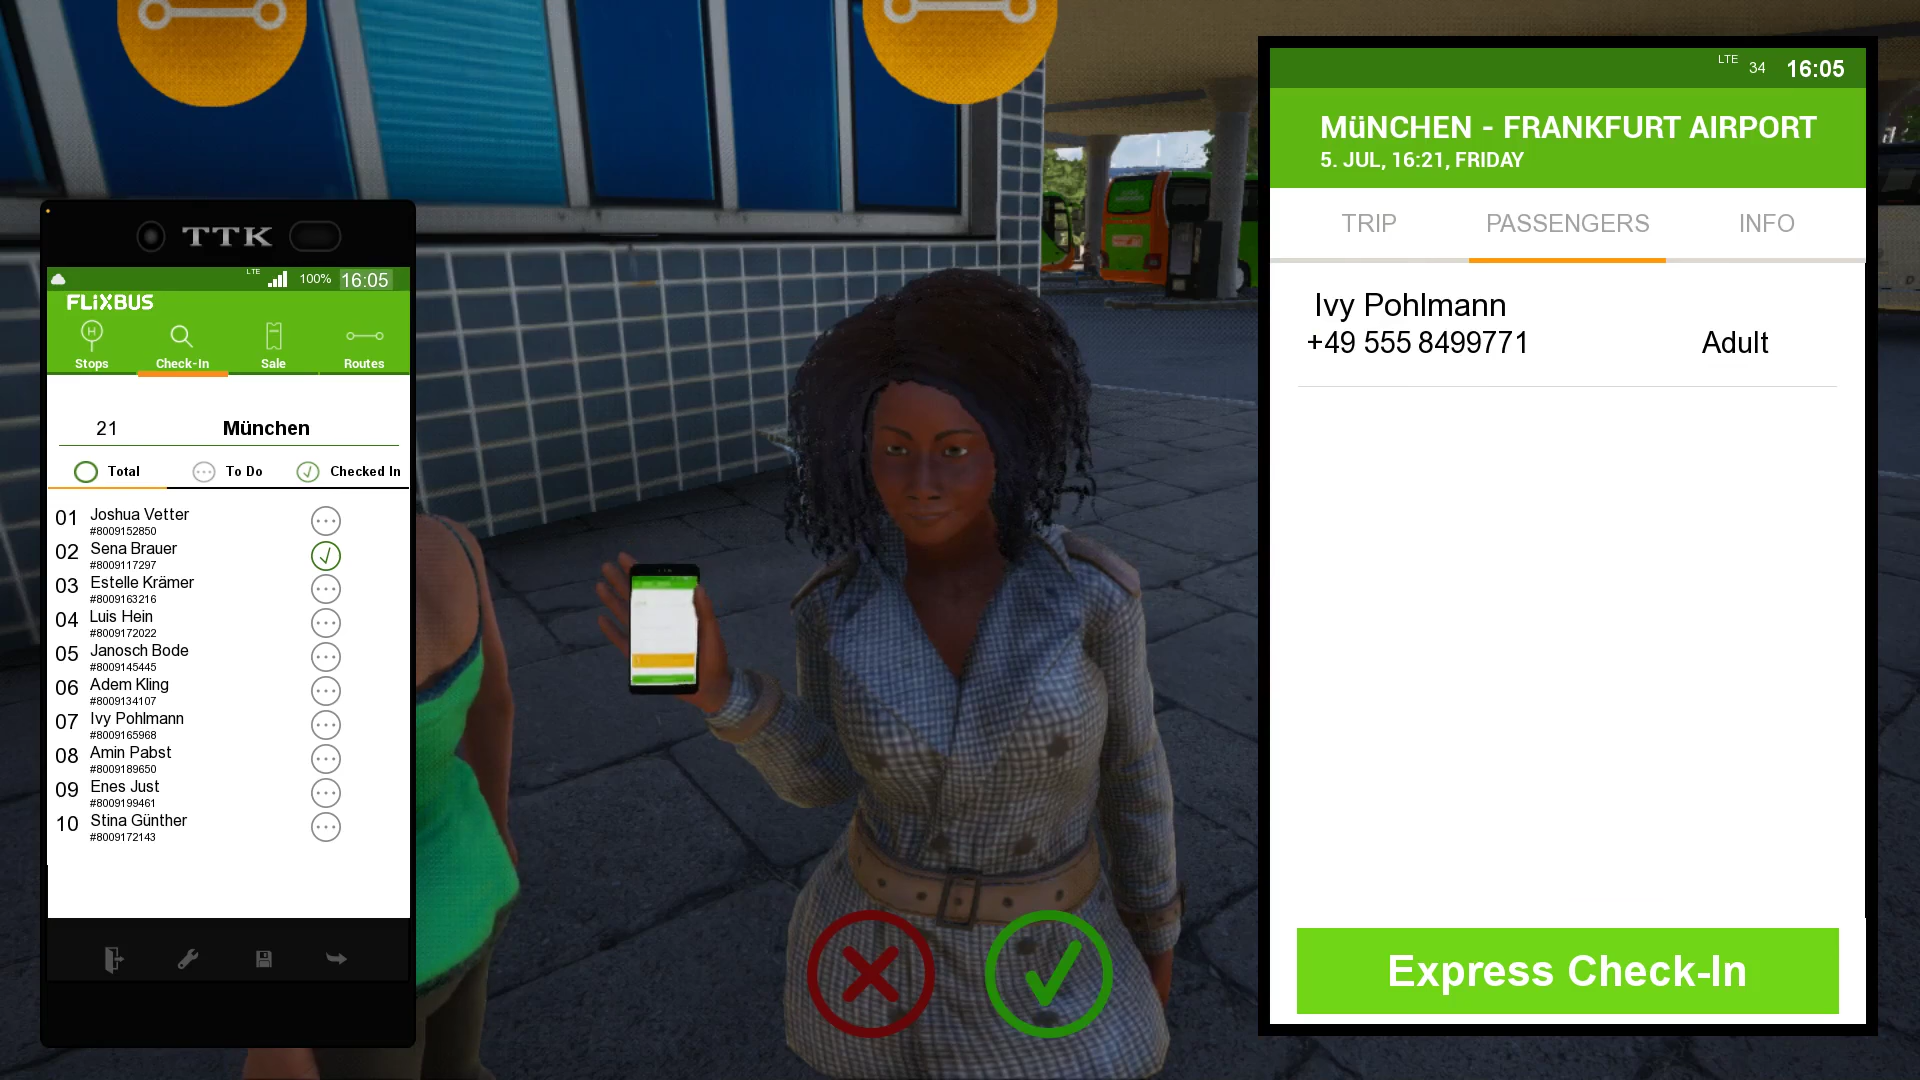 TTK
LTE 100% 16:05
FLiXBUS
H
Stops Check-In Sale Routes
21 München
Total To Do Checked In
01 Joshua Vetter
#8009152850
02 Sena Brauer
#8009117297
03 Estelle Krämer
#8009163216
04 Luis Hein
#8009172022
05 Janosch Bode
#8009145445
06 Adem Kling
#8009134107
07 Ivy Pohlmann
#8009165968
08 Amin Pabst
#8009189650
09 Enes Just
#8009199461
10 Stina Günther
#8009172143
LTE 34 16:05
MüNCHEN - FRANKFURT AIRPORT
5. JUL, 16:21, FRIDAY
TRIP PASSENGERS INFO
Ivy Pohlmann
+49 555 8499771 Adult
Express Check-In